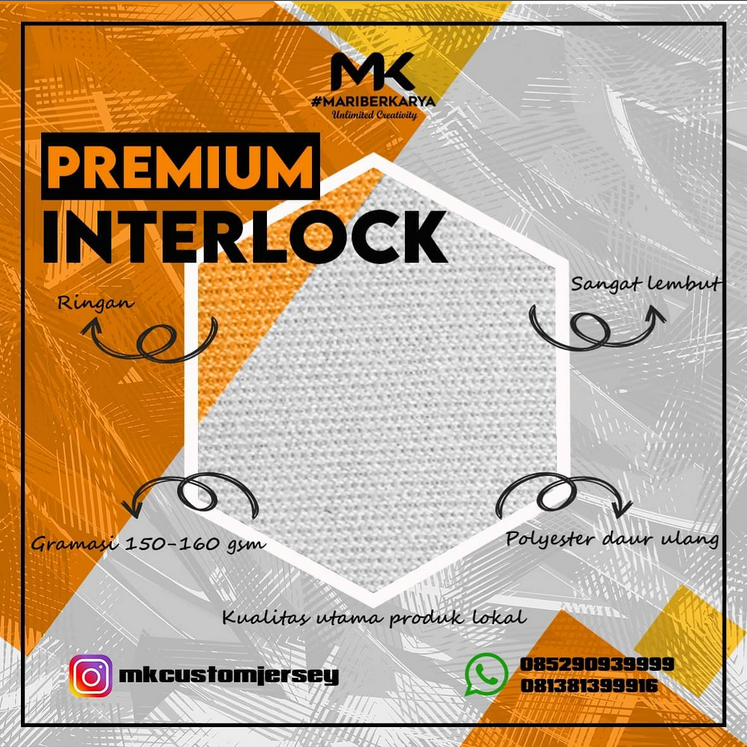 MK
#MARIBERKARYA
Unlimited Creativity
PREMIUM
INTERLOCK
Ringan
Sangat lembut
Gramasi 150-160 gsm
Polyester daur ulang
Kualitas utama produk lokal
mkcustomjersey
085290939999
081381399916